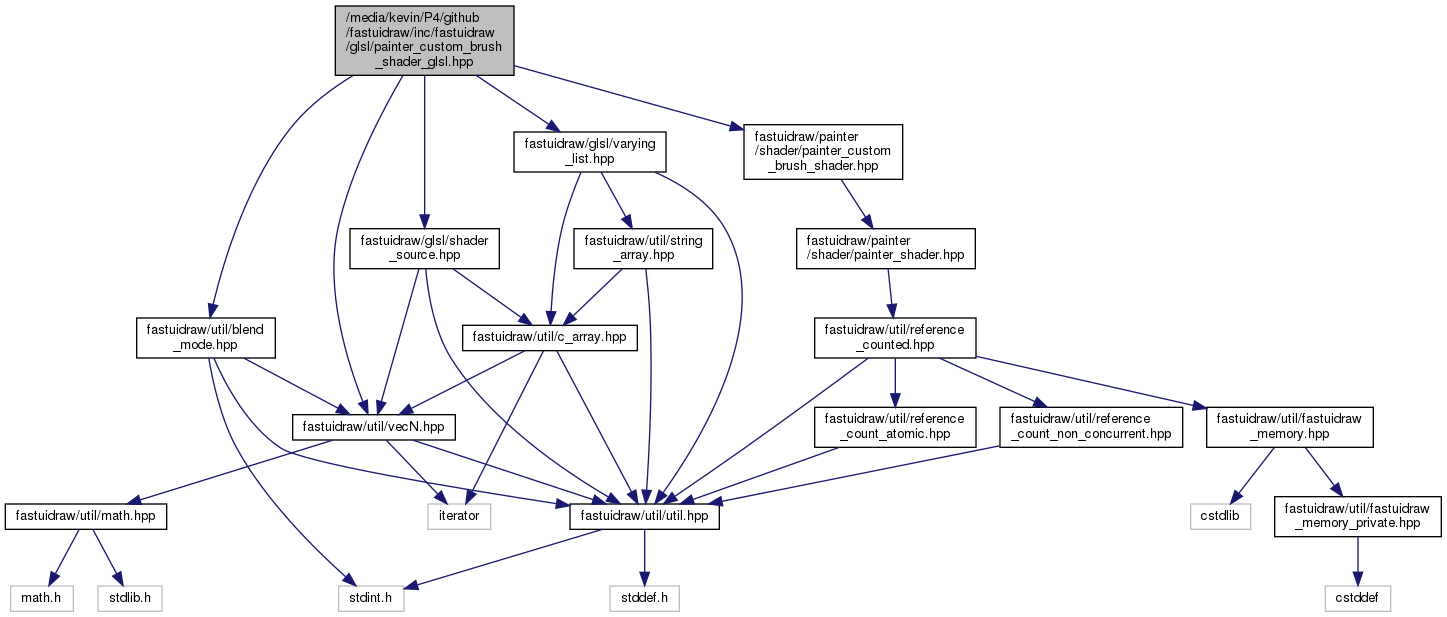 /media/kevin/P4/github
/fastuidraw/inc/fastuidraw
/glsl/painter_custom_brush
_shader_glsl.hpp
fastuidraw/glsl/varying
_list.hpp
fastuidraw/painter
/shader/painter_custom
_brush_shader.hpp
fastuidraw/glsl/shader
_source.hpp
fastuidraw/util/string
_array.hpp
fastuidraw/painter
/shader/painter_shader.hpp
fastuidraw/util/blend
_mode.hpp
fastuidraw/util/c_array.hpp
fastuidraw/util/reference
_counted.hpp
fastuidraw/util/vecN.hpp
fastuidraw/util/reference
_count_atomic.hpp
fastuidraw/util/reference
_count_non_concurrent.hpp
fastuidraw/util/fastuidraw
_memory.hpp
fastuidraw/util/math.hpp
iterator
fastuidraw/util/util.hpp
cstdlib
fastuidraw/util/fastuidraw
_memory_private.hpp
math.h
stdlib.h
stdint.h
stddef.h
cstddef